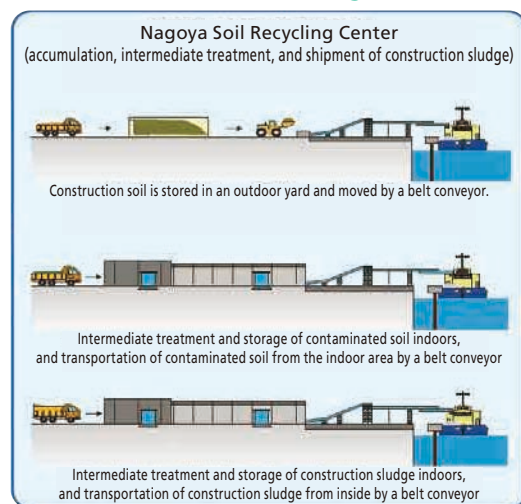 Nagoya Soil Recycling Center
(accumulation, intermediate treatment, and shipment of construction sludge)
Construction soil is stored in an outdoor yard and moved by a belt conveyor.
Intermediate treatment and storage of contaminated soil indoors,
and transportation of contaminated soil from the indoor area by a belt conveyor
Intermediate treatment and storage of construction sludge indoors,
and transportation of construction sludge from inside by a belt conveyor